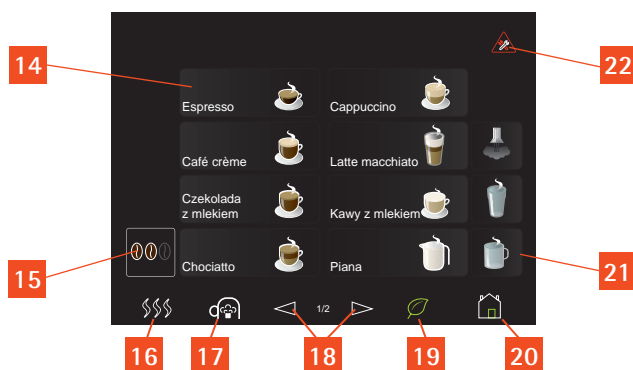 14
22
Espresso
Cappuccino
Café crème
Latte macchiato
Czekolada
z mlekiem
Kawy z mlekiem
15
Chociatto
Piana
21
1/2
16
17
18
19
20